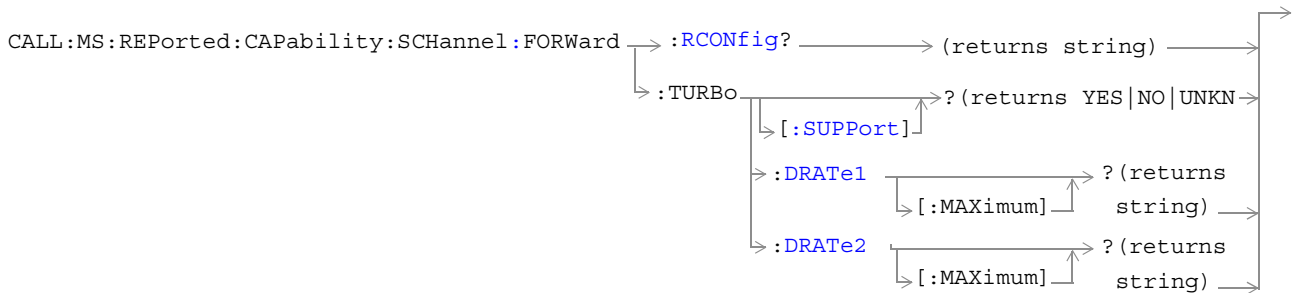 CALL:MS:REPorted:CAPability:SCHannel:FORWard :RCONfig? (returns string)
:TURBo ?(returns YES|NO|UNKN
[:SUPPort]
:DRATe1 ?(returns
[:MAXimum] string)
:DRATe2 ?(returns
[:MAXimum] string)